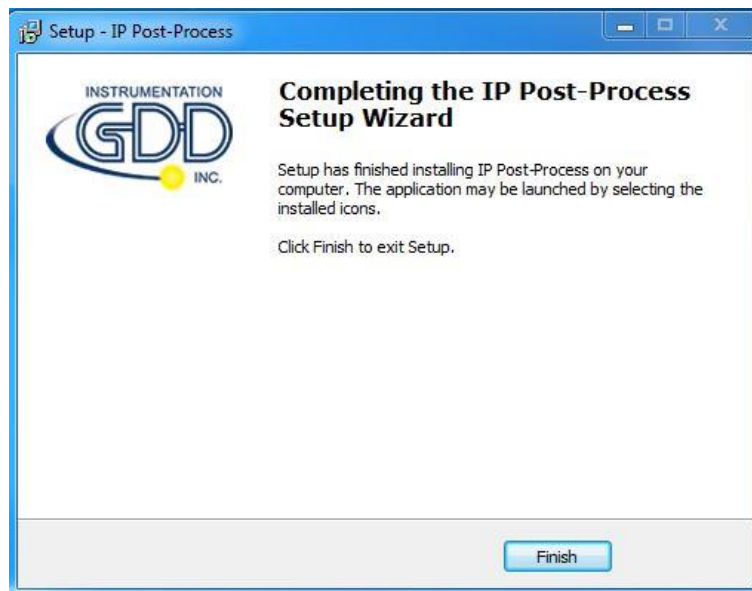 Setup - IP Post-Process
INSTRUMENTATION
GDD
INC.
Completing the IP Post-Process
Setup Wizard
Setup has finished installing IP Post-Process on your
computer. The application may be launched by selecting the
installed icons.
Click Finish to exit Setup.
Finish